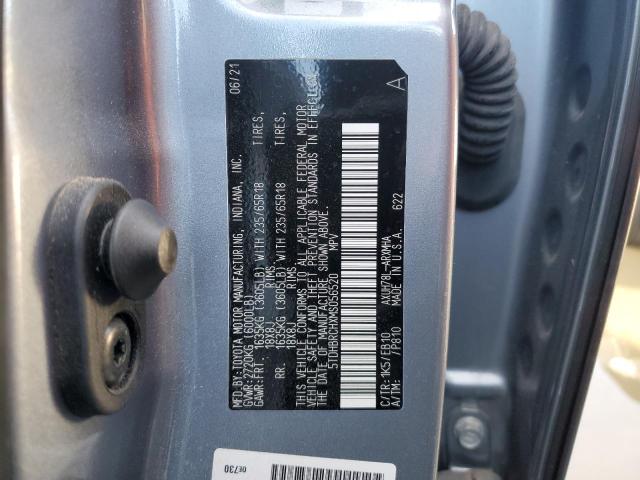 MFD.BY:TOYOTA MOTOR MANUFACTURING, INDIANA, INC. 06/21
GVWR:2720KG (6000LB)
GAWR:FRT. 1635KG (3605LB) WITH 235/65R18 TIRES,
18X8J RIMS
RR. 1635KG (3605LB) WITH 235/65R18 TIRES,
18X8J RIMS
THIS VEHICLE CONFORMS TO ALL APPLICABLE FEDERAL MOTOR
VEHICLE SAFETY AND THEFT PREVENTION STANDARDS IN EFFECT ON
THE DATE OF MANUFACTURE SHOWN ABOVE.
5TDHBRCHXMS056520 MPV
C/TR:1K5/EB10 AXUH78L-ARXMHA
A/TM: /P810 MADE IN U.S.A. 622
A
0E730